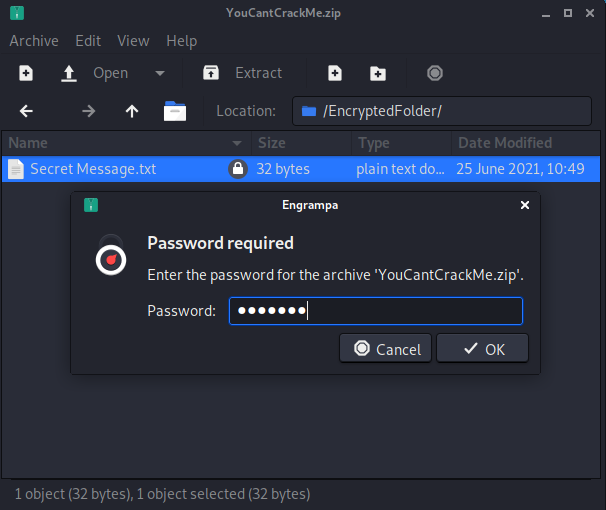 YouCantCrackMe.zip
Archive Edit View Help
Open Extract
Location: /EncryptedFolder/
Name Size Type Date Modified
Secret Message.txt 32 bytes plain text do... 25 June 2021, 10:49
Engrampa
Password required
Enter the password for the archive 'YouCantCrackMe.zip'.
Password: •••••••
Cancel OK
1 object (32 bytes), 1 object selected (32 bytes)